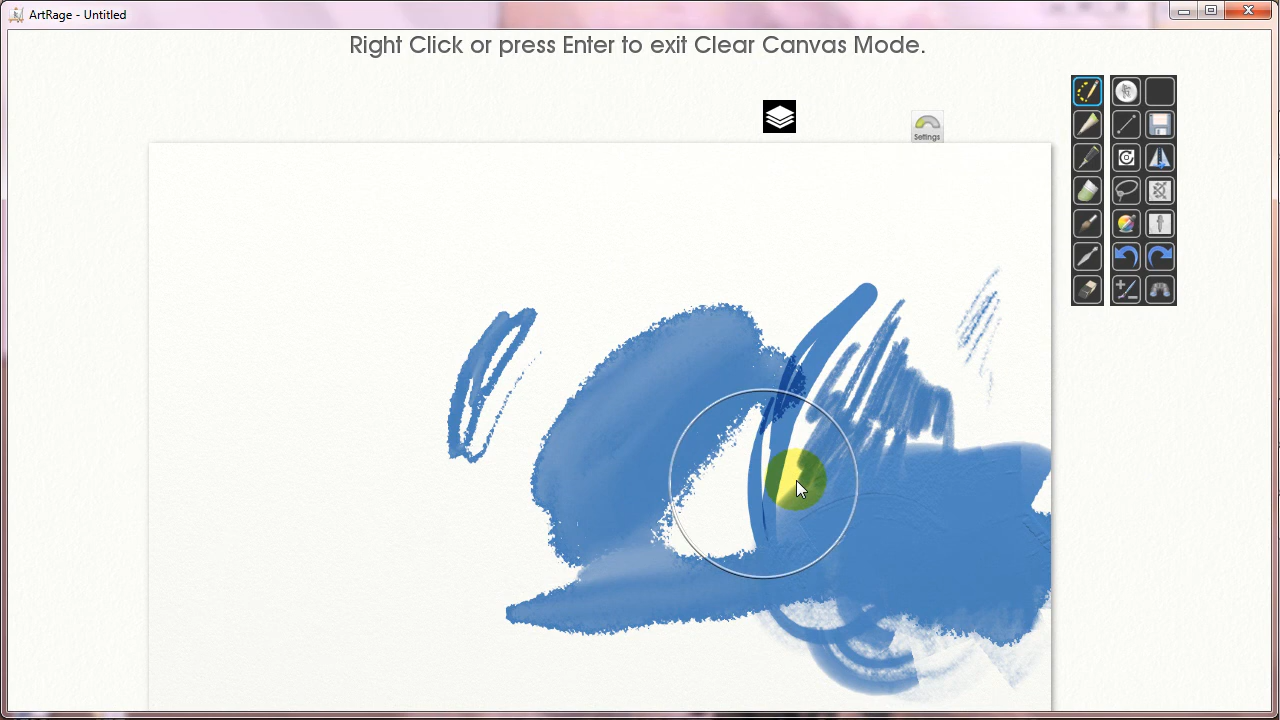 ArtRage - Untitled
Right Click or press Enter to exit Clear Canvas Mode.
Settings